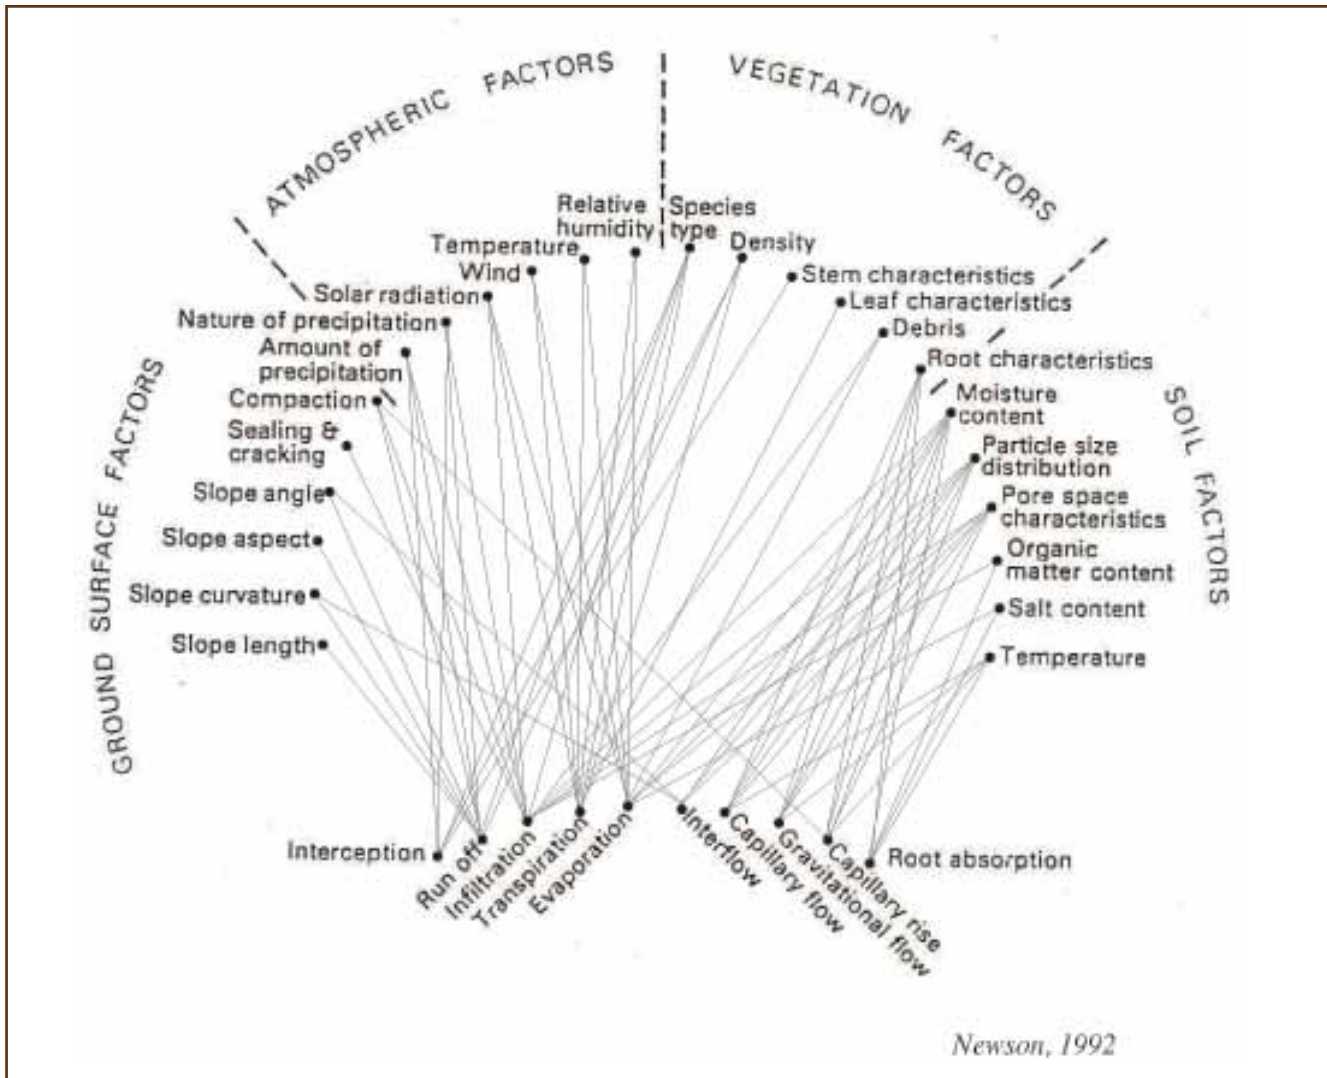 ATMOSPHERIC FACTORS
VEGETATION FACTORS
GROUND SURFACE FACTORS
SOIL FACTORS
Relative
humidity
Temperature
Wind
Solar radiation
Nature of precipitation
Amount of
precipitation
Compaction
Sealing &
cracking
Slope angle
Slope aspect
Slope curvature
Slope length
Species
type
Density
Stem characteristics
Leaf characteristics
Debris
Root characteristics
Moisture
content
Particle size
distribution
Pore space
characteristics
Organic
matter content
Salt content
Temperature
Interception
Run off
Infiltration
Transpiration
Evaporation
Interflow
Capillary flow
Gravitational flow
Capillary rise
Root absorption
Newson, 1992